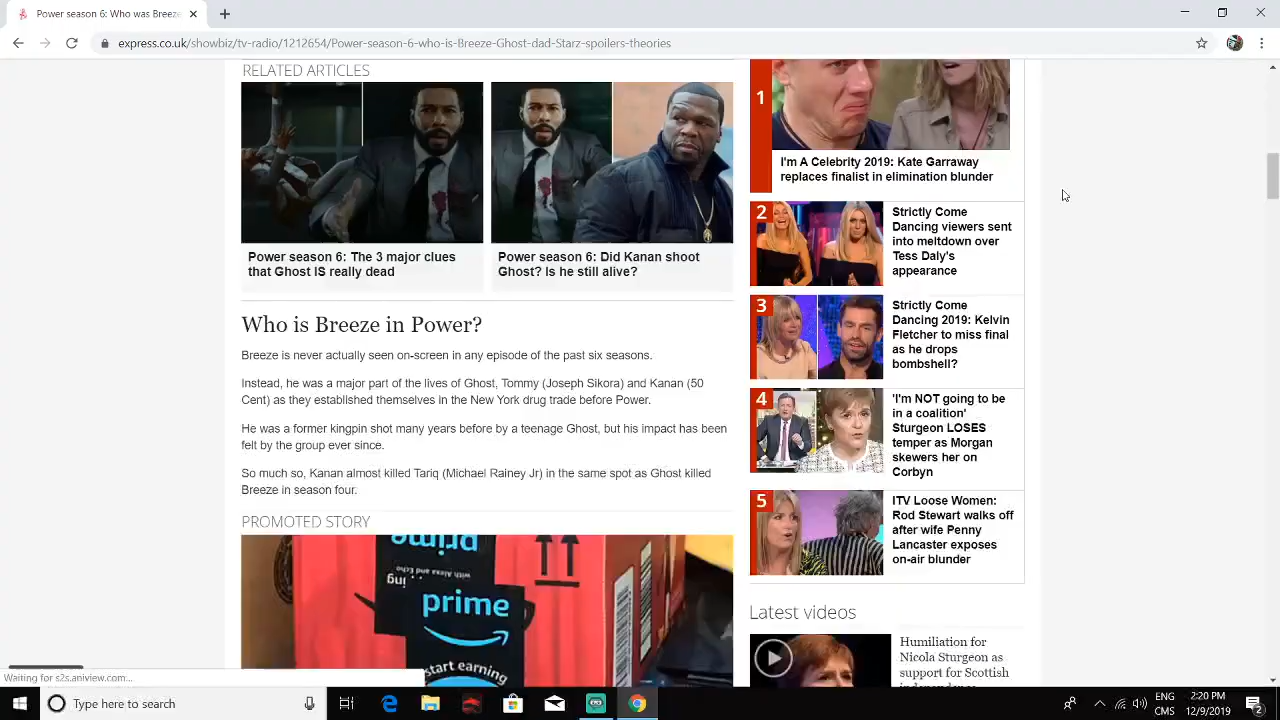 Power season 6: Who was Breeze
express.co.uk/showbiz/tv-radio/1212654/Power-season-6-who-is-Breeze-Ghost-dad-Starz-spoilers-theories
RELATED ARTICLES
Power season 6: The 3 major clues
that Ghost IS really dead
Power season 6: Did Kanan shoot
Ghost? Is he still alive?
Who is Breeze in Power?
Breeze is never actually seen on-screen in any episode of the past six seasons.
Instead, he was a major part of the lives of Ghost, Tommy (Joseph Sikora) and Kanan (50
Cent) as they established themselves in the New York drug trade before Power.
He was a former kingpin shot many years before by a teenage Ghost, but his impact has been
felt by the group ever since.
So much so, Kanan almost killed Tariq (Michael Rainey Jr) in the same spot as Ghost killed
Breeze in season four.
PROMOTED STORY
prime
with Alexa and Echo
prime
start earning
1
I'm A Celebrity 2019: Kate Garraway
replaces finalist in elimination blunder
2
Strictly Come
Dancing viewers sent
into meltdown over
Tess Daly's
appearance
3
Strictly Come
Dancing 2019: Kelvin
Fletcher to miss final
as he drops
bombshell?
4
'I'm NOT going to be
in a coalition'
Sturgeon LOSES
temper as Morgan
skewers her on
Corbyn
5
ITV Loose Women:
Rod Stewart walks off
after wife Penny
Lancaster exposes
on-air blunder
Latest videos
Humiliation for
Nicola Sturgeon as
support for Scottish
Waiting for s2s.aniview.com...
Type here to search
ENG
CMS
2:20 PM
12/9/2019
2